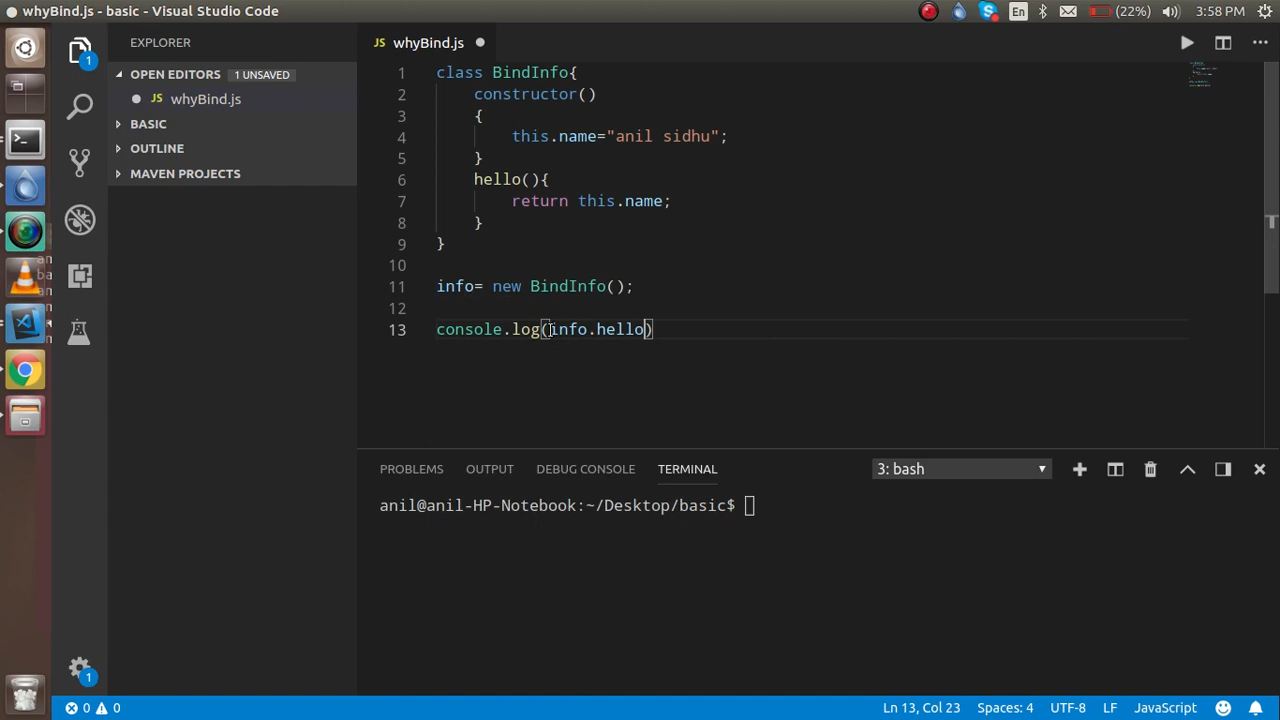 whyBind.js - basic - Visual Studio Code
En
(22%)
3:58 PM
EXPLORER
OPEN EDITORS
1 UNSAVED
JS whyBind.js
BASIC
OUTLINE
MAVEN PROJECTS
1
1
JS whyBind.js
1 class BindInfo{
2 constructor()
3 {
4 this.name="anil sidhu";
5 }
6 hello(){
7 return this.name;
8 }
9 }
10
11 info= new BindInfo();
12
13 console.log(info.hello)
PROBLEMS
OUTPUT
DEBUG CONSOLE
TERMINAL
3: bash
anil@anil-HP-Notebook:~/Desktop/basic$
0
0
Ln 13, Col 23
Spaces: 4
UTF-8
LF
JavaScript